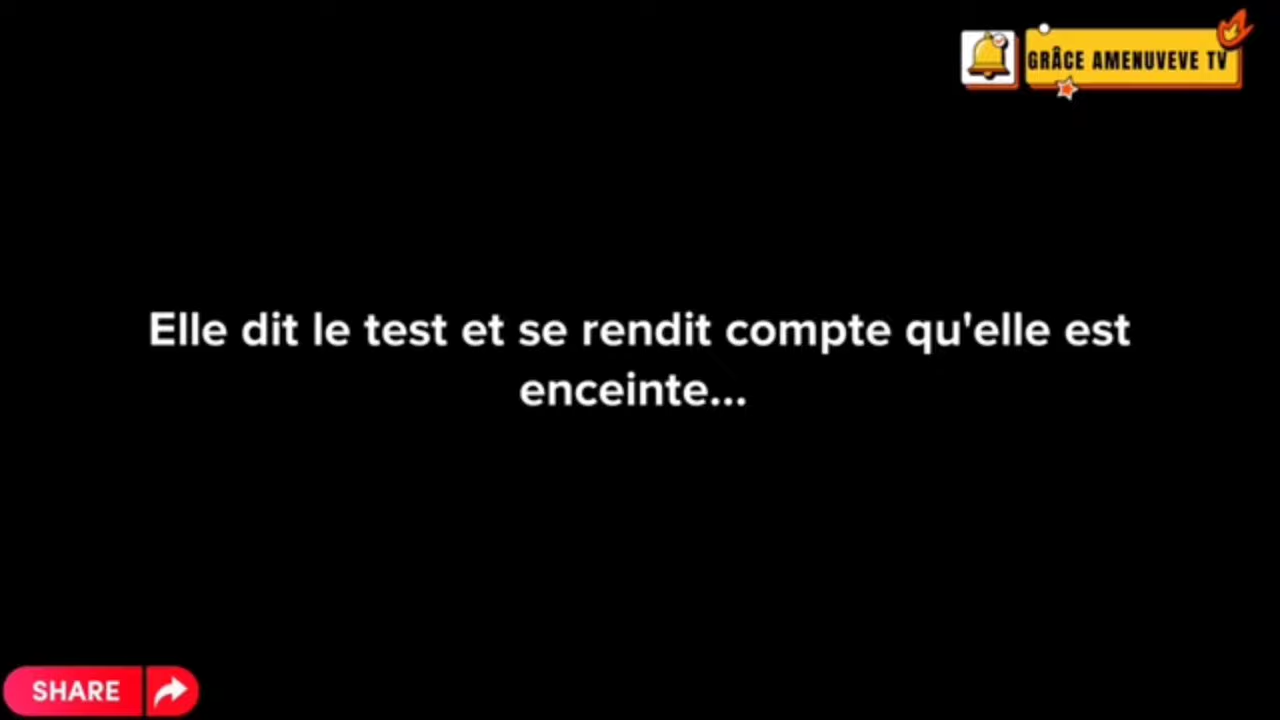 GRÂCE AMENUVEVE TV
Elle dit le test et se rendit compte qu'elle est
enceinte...
SHARE